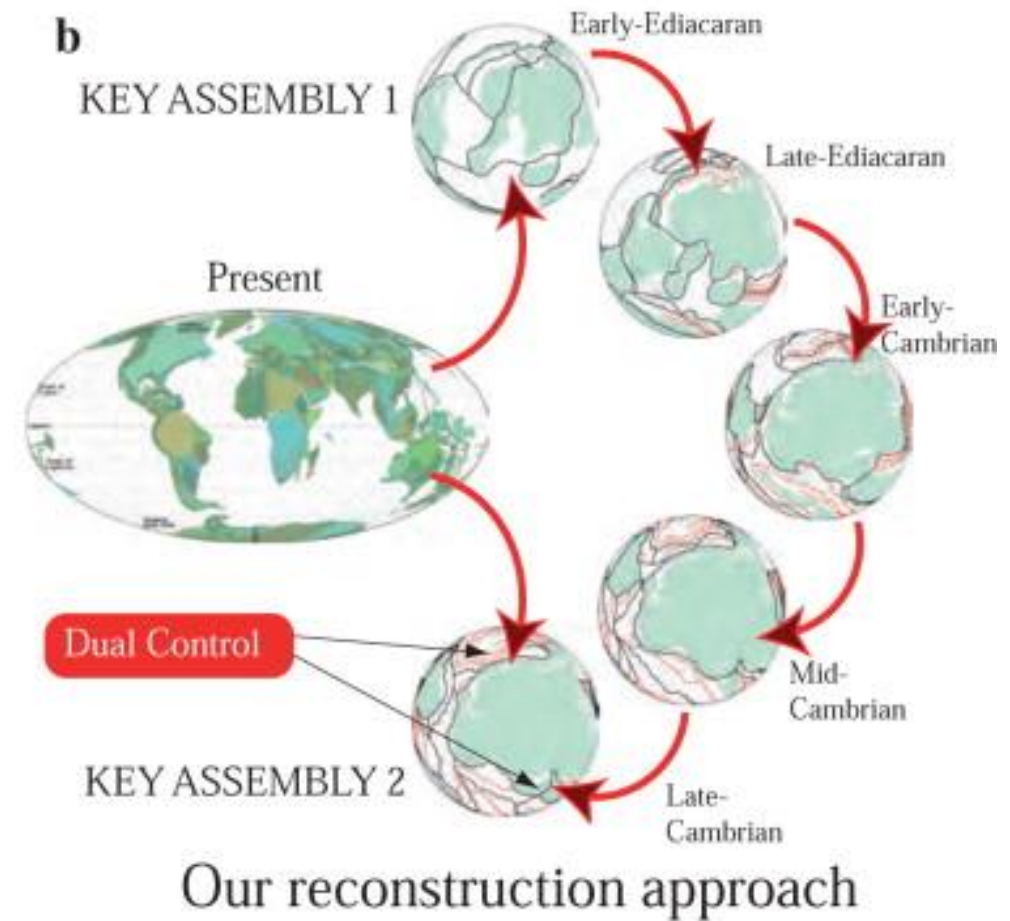 b
Early-Ediacaran
KEY ASSEMBLY 1
Late-Ediacaran
Present
Early-
Cambrian
Dual Control
Mid-
Cambrian
KEY ASSEMBLY 2
Late-
Cambrian
Our reconstruction approach